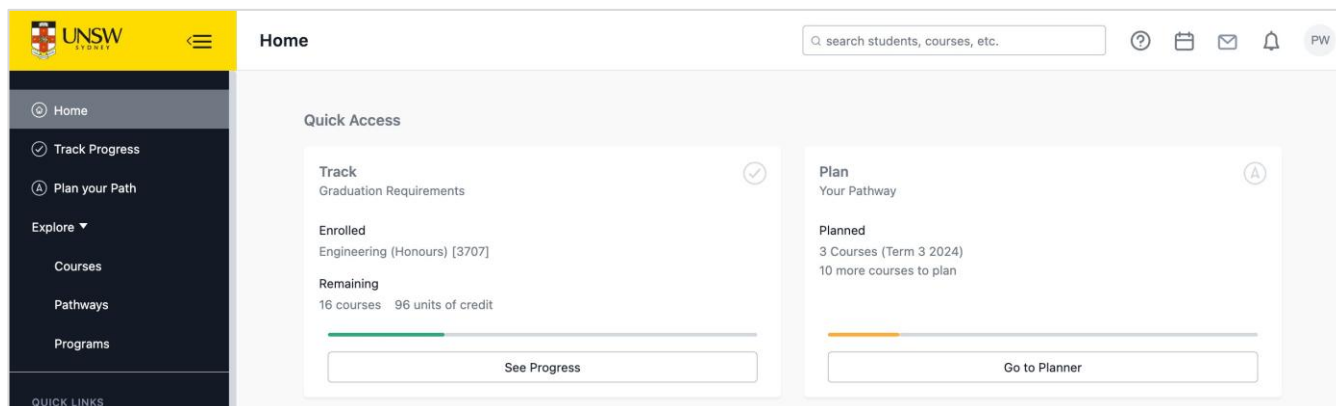 UNSW
SYDNEY
Home
search students, courses, etc.
PW
Home
Track Progress
Plan your Path
Explore
Courses
Pathways
Programs
QUICK LINKS
Quick Access
Track
Graduation Requirements
Enrolled
Engineering (Honours) [3707]
Remaining
16 courses 96 units of credit
See Progress
Plan
Your Pathway
Planned
3 Courses (Term 3 2024)
10 more courses to plan
Go to Planner